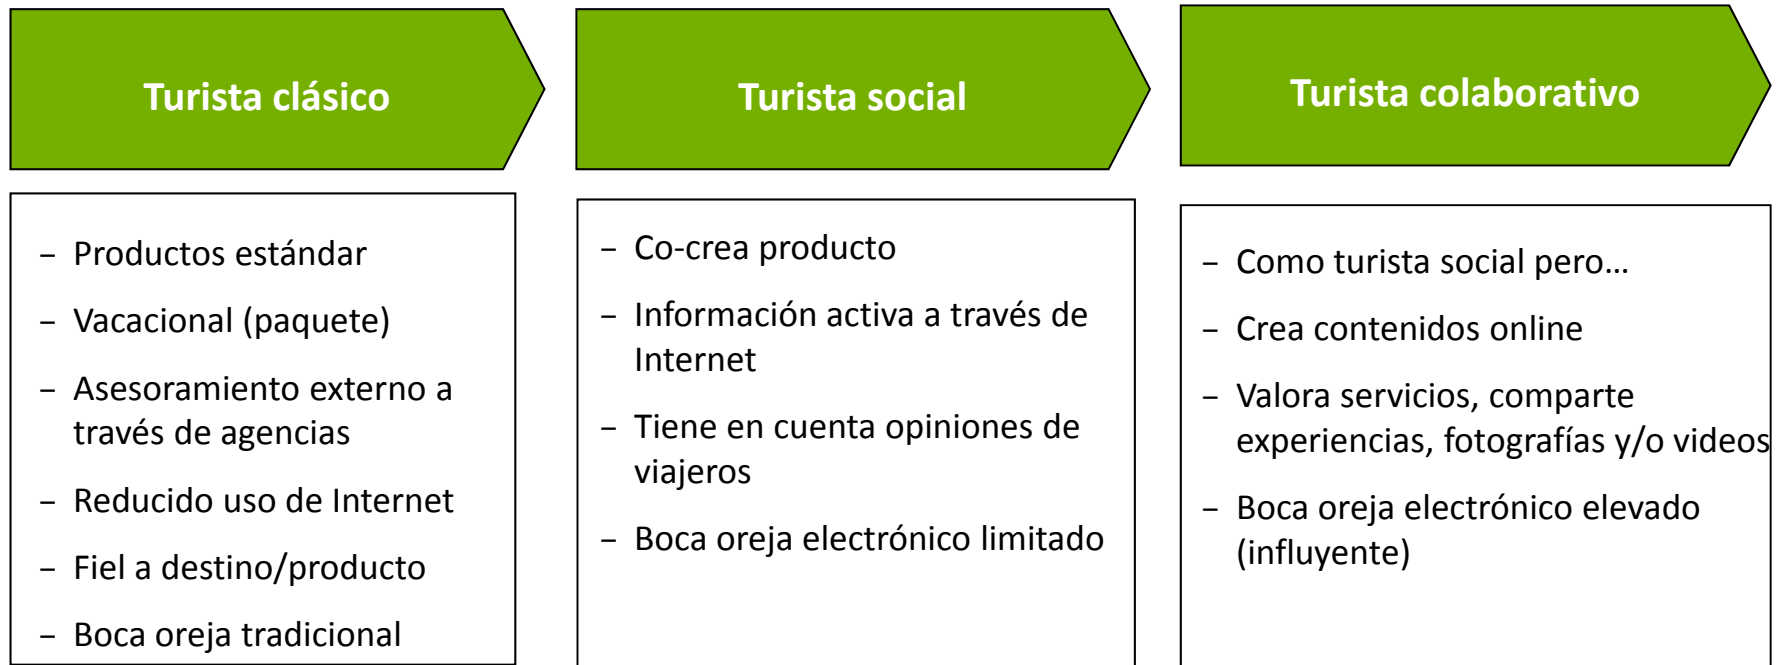 Turista clásico
– Productos estándar
– Vacacional (paquete)
– Asesoramiento externo a
través de agencias
– Reducido uso de Internet
– Fiel a destino/producto
– Boca oreja tradicional
Turista social
– Co-crea producto
– Información activa a través de
Internet
– Tiene en cuenta opiniones de
viajeros
– Boca oreja electrónico limitado
Turista colaborativo
– Como turista social pero…
– Crea contenidos online
– Valora servicios, comparte
experiencias, fotografías y/o videos
– Boca oreja electrónico elevado
(influyente)